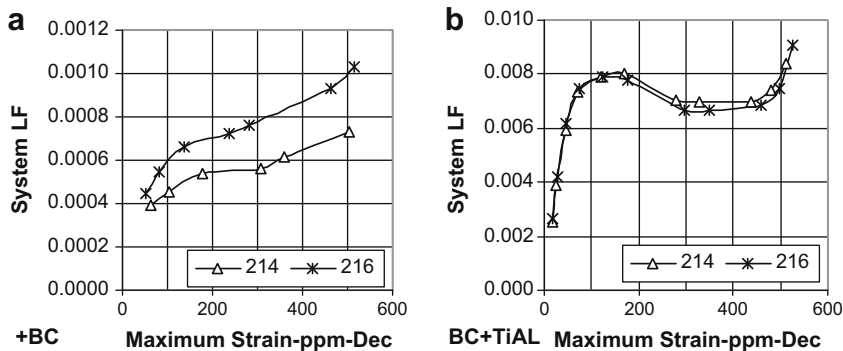 a
0.0012
0.0010
0.0008
0.0006
0.0004
0.0002
0.0000
System LF
214 216
0 200 400 600
+BC Maximum Strain-ppm-Dec
b
0.010
0.008
0.006
0.004
0.002
0.000
System LF
214 216
0 200 400 600
BC+TiAL Maximum Strain-ppm-Dec